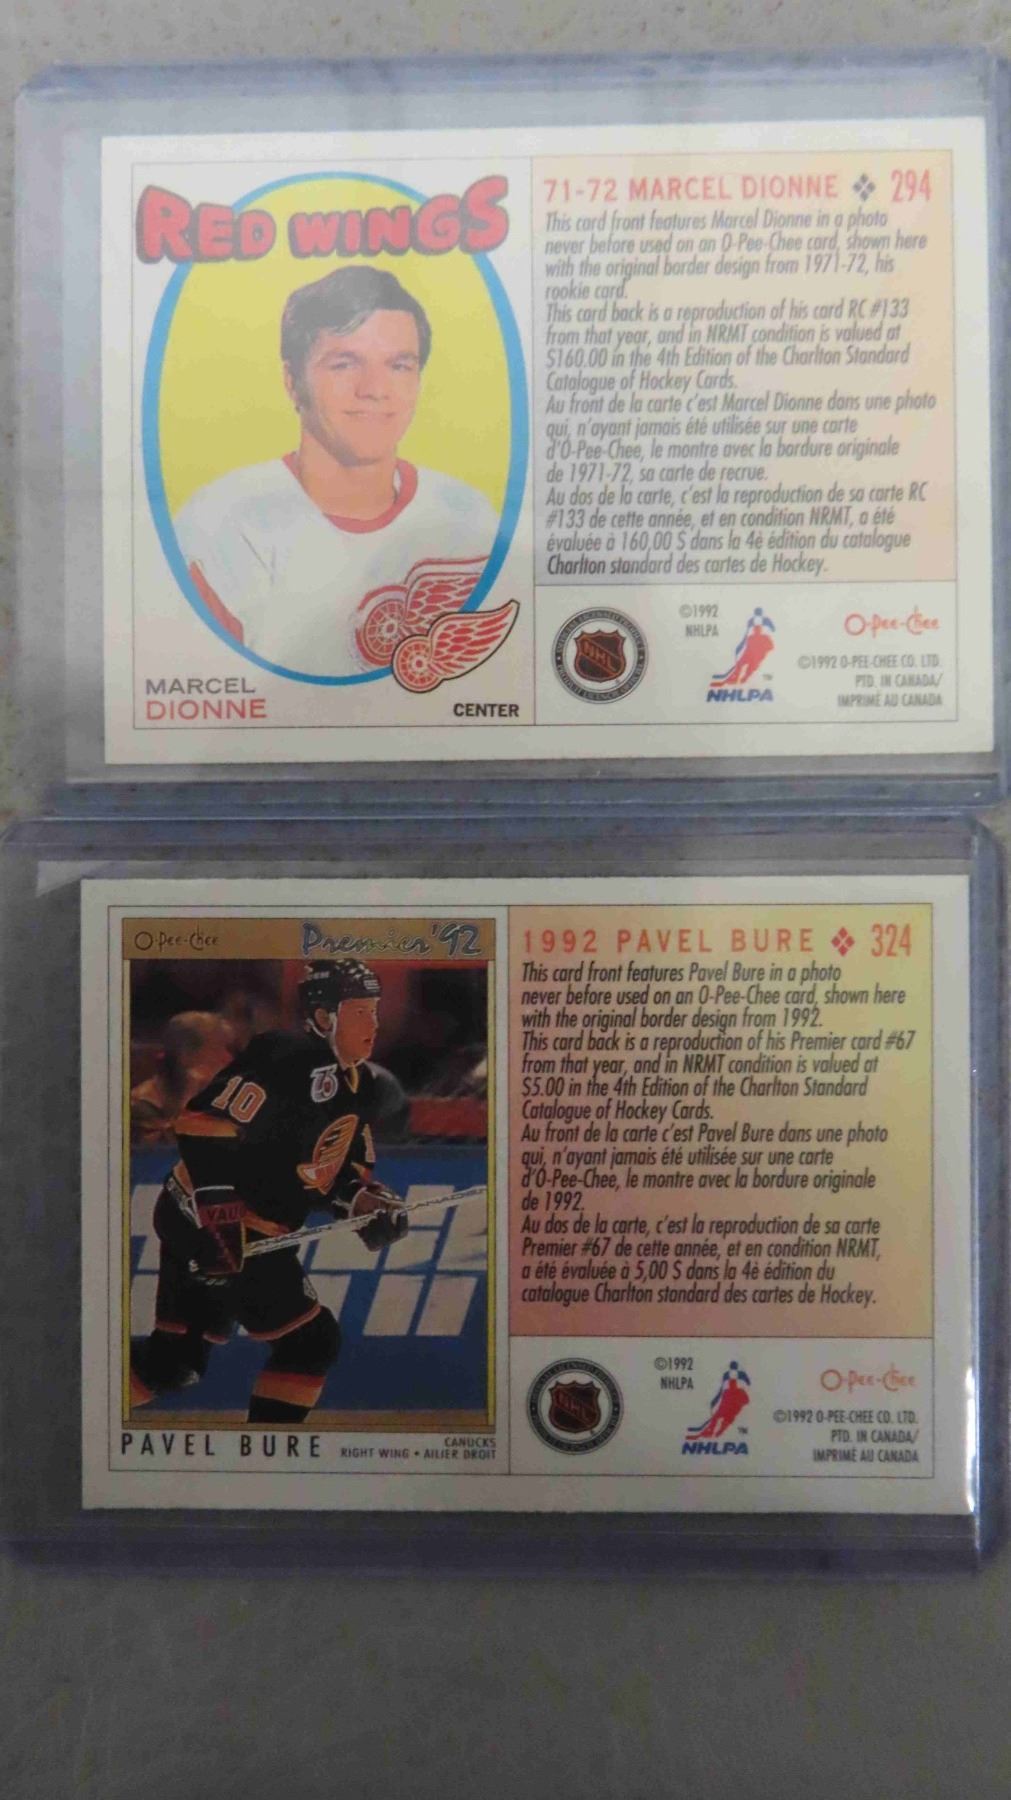 RED WINGS
MARCEL
DIONNE
CENTER
71-72 MARCEL DIONNE ❖ 294
This card front features Marcel Dionne in a photo
never before used on an O-Pee-Chee card, shown here
with the original border design from 1971-72, his
rookie card.
This card back is a reproduction of his card RC #133
from that year, and in NRMT condition is valued at
$160.00 in the 4th Edition of the Charlton Standard
Catalogue of Hockey Cards.
Au front de la carte c'est Marcel Dionne dans une photo
qui, n'ayant jamais été utilisée sur une carte
d'O-Pee-Chee, le montre avec la bordure originale
de 1971-72, sa carte de recrue.
Au dos de la carte, c'est la reproduction de sa carte RC
#133 de cette année, et en condition NRMT, a été
évaluée à 160,00 $ dans la 4è édition du catalogue
Charlton standard des cartes de Hockey.
NHL
©1992
NHLPA
NHLPA
TM
O-Pee-Chee
©1992 O-PEE-CHEE CO. LTD.
PTD. IN CANADA/
IMPRIMÉ AU CANADA
O-Pee-Chee
Premier '92
10
75
VAU
CANADIEN
PAVEL BURE
CANUCKS
RIGHT WING • AILIER DROIT
1992 PAVEL BURE ❖ 324
This card front features Pavel Bure in a photo
never before used on an O-Pee-Chee card, shown here
with the original border design from 1992.
This card back is a reproduction of his Premier card #67
from that year, and in NRMT condition is valued at
$5.00 in the 4th Edition of the Charlton Standard
Catalogue of Hockey Cards.
Au front de la carte c'est Pavel Bure dans une photo
qui, n'ayant jamais été utilisée sur une carte
d'O-Pee-Chee, le montre avec la bordure originale
de 1992.
Au dos de la carte, c'est la reproduction de sa carte
Premier #67 de cette année, et en condition NRMT,
a été évaluée à 5,00 $ dans la 4è édition du
catalogue Charlton standard des cartes de Hockey.
NHL
©1992
NHLPA
NHLPA
TM
O-Pee-Chee
©1992 O-PEE-CHEE CO. LTD.
PTD. IN CANADA/
IMPRIMÉ AU CANADA